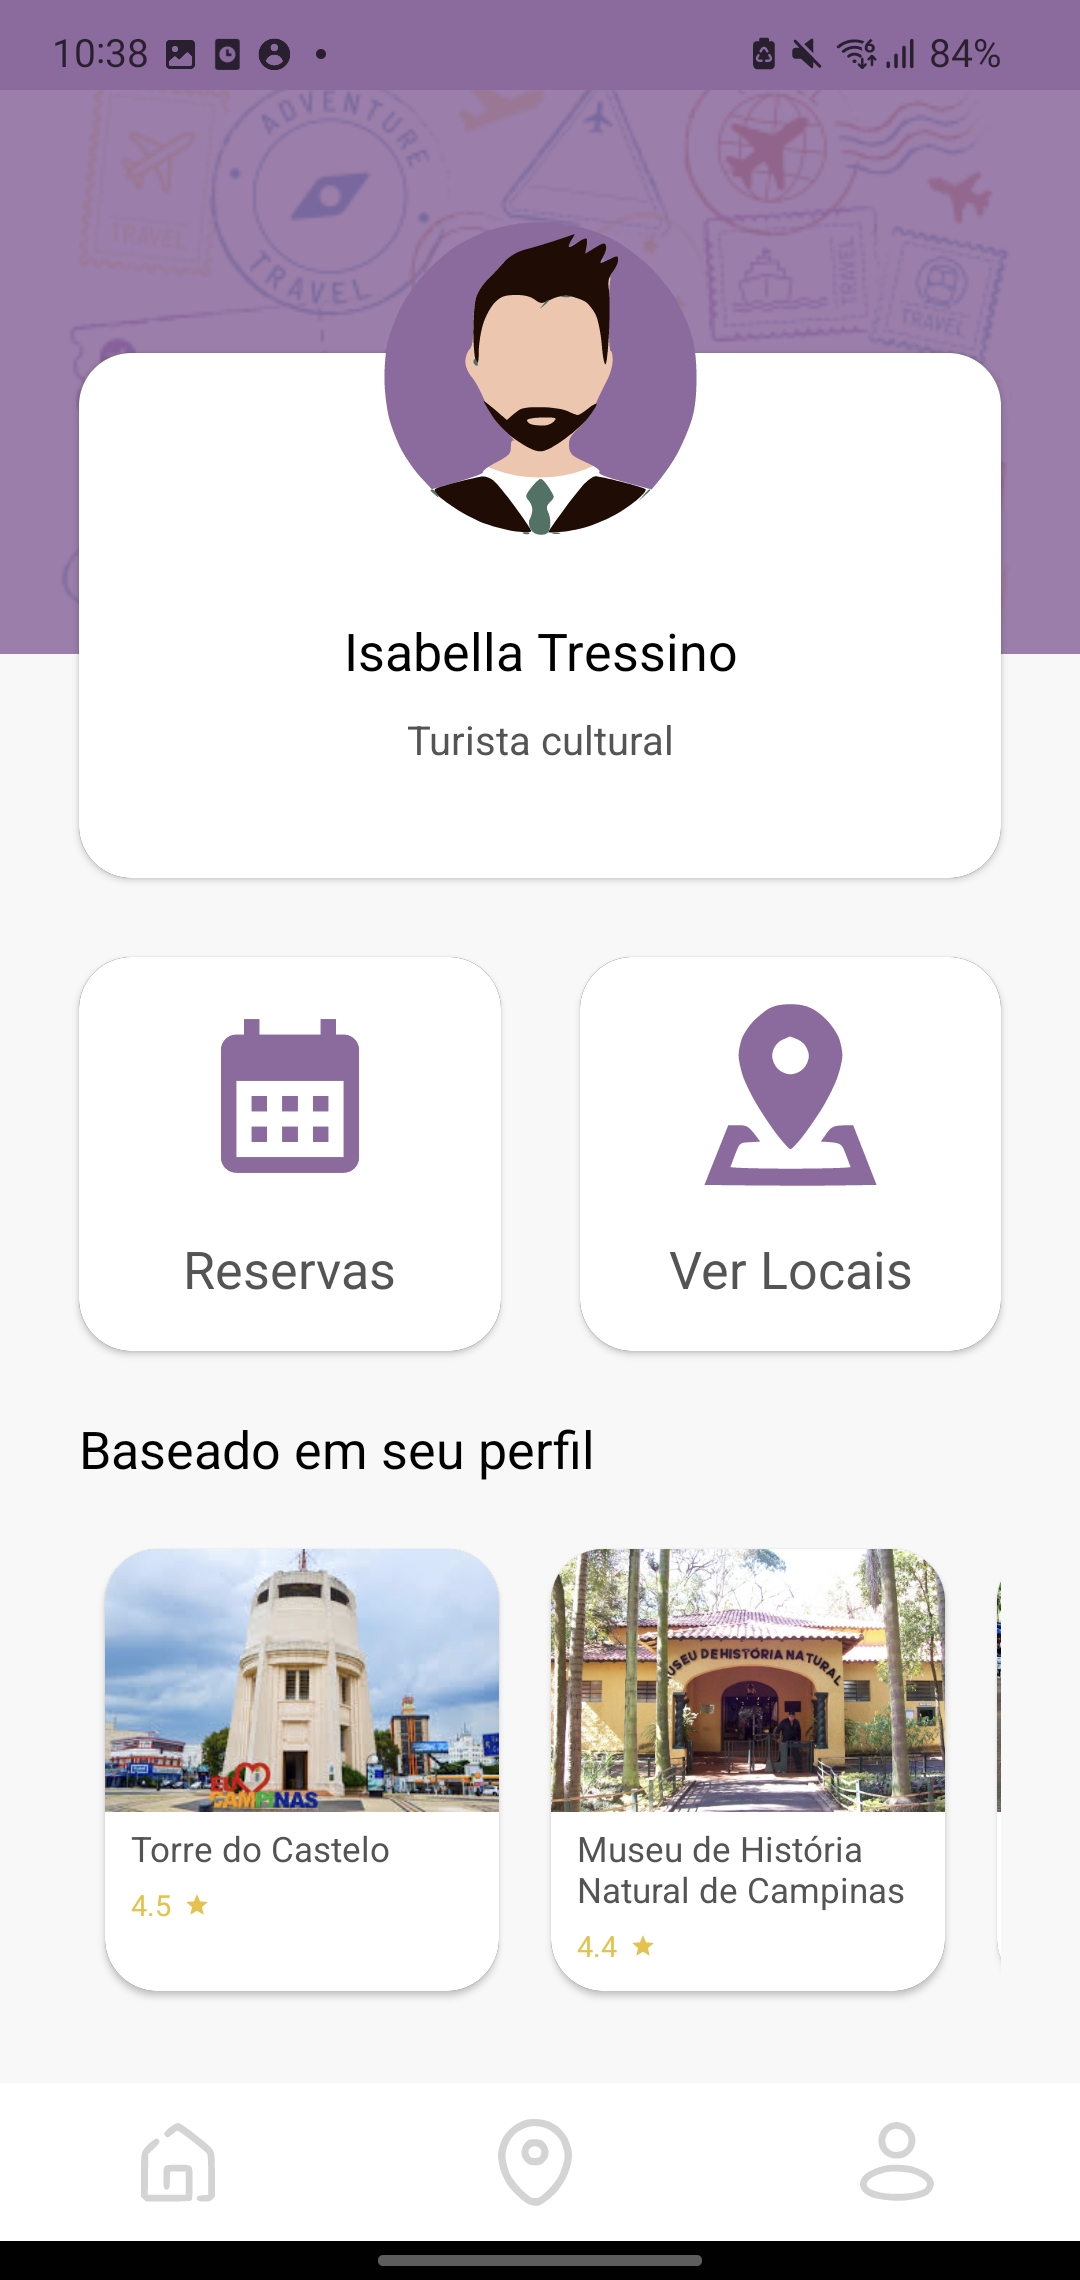 10:38
84%
ADVENTURE
TRAVEL
TRAVEL
TRAVEL
TRAVEL
Isabella Tressino
Turista cultural
Reservas
Ver Locais
Baseado em seu perfil
EU
CAMPINAS
MUSEU DE HISTÓRIA NATURAL
Torre do Castelo
4.5
Museu de História
Natural de Campinas
4.4